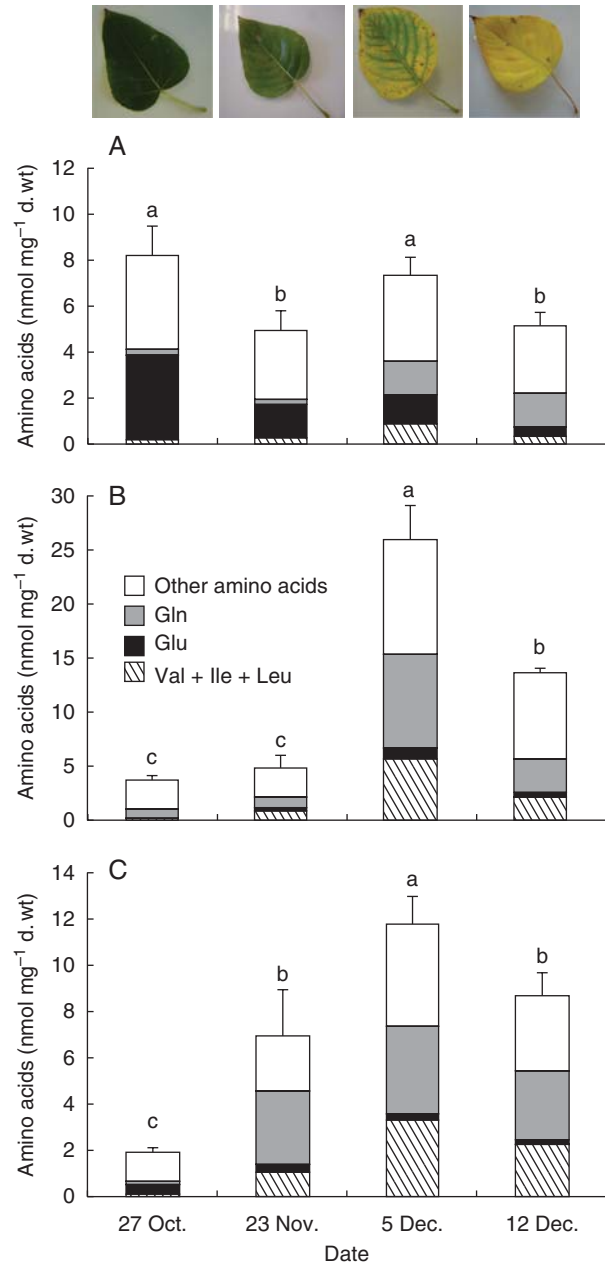 A
12
10
8
6
4
2
0
Amino acids (nmol mg⁻¹ d. wt)
a
b
a
b
B
30
25
20
15
10
5
0
Amino acids (nmol mg⁻¹ d. wt)
Other amino acids
Gln
Glu
Val + Ile + Leu
c
c
a
b
C
14
12
10
8
6
4
2
0
Amino acids (nmol mg⁻¹ d. wt)
c
b
a
b
27 Oct. 23 Nov. 5 Dec. 12 Dec.
Date